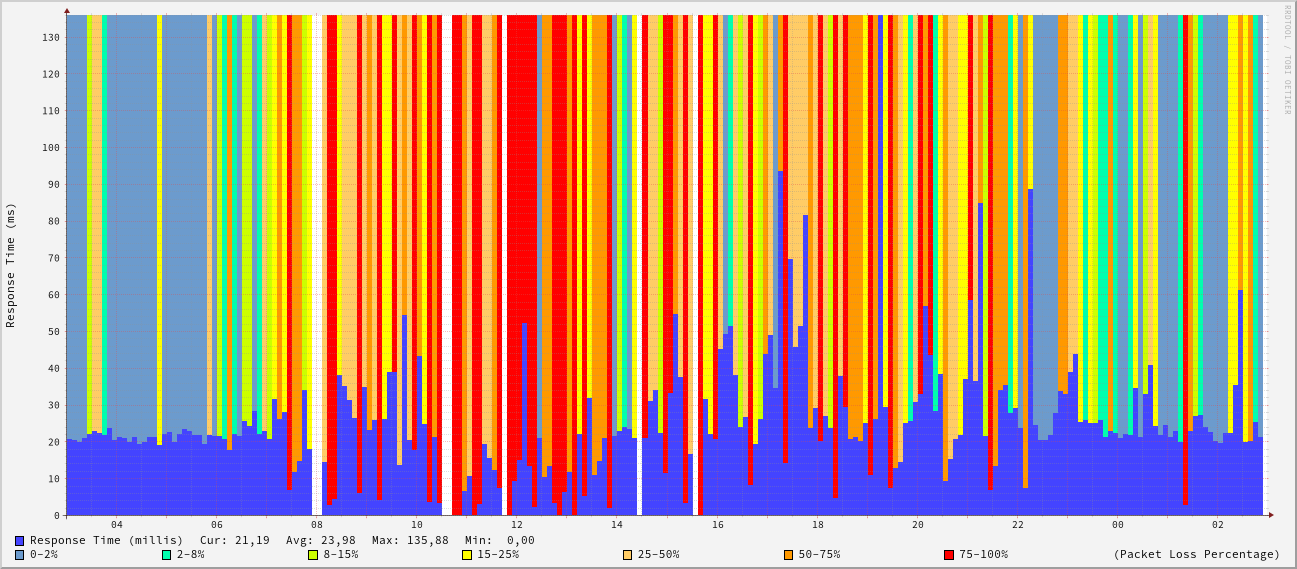 RRDTOOL / TOBI OETIKER
Response Time (ms)
130
120
110
100
90
80
70
60
50
40
30
20
10
0
04 06 08 10 12 14 16 18 20 22 00 02
Response Time (millis) Cur: 21,19 Avg: 23,98 Max: 135,88 Min: 0,00
0-2% 2-8% 8-15% 15-25% 25-50% 50-75% 75-100% (Packet Loss Percentage)